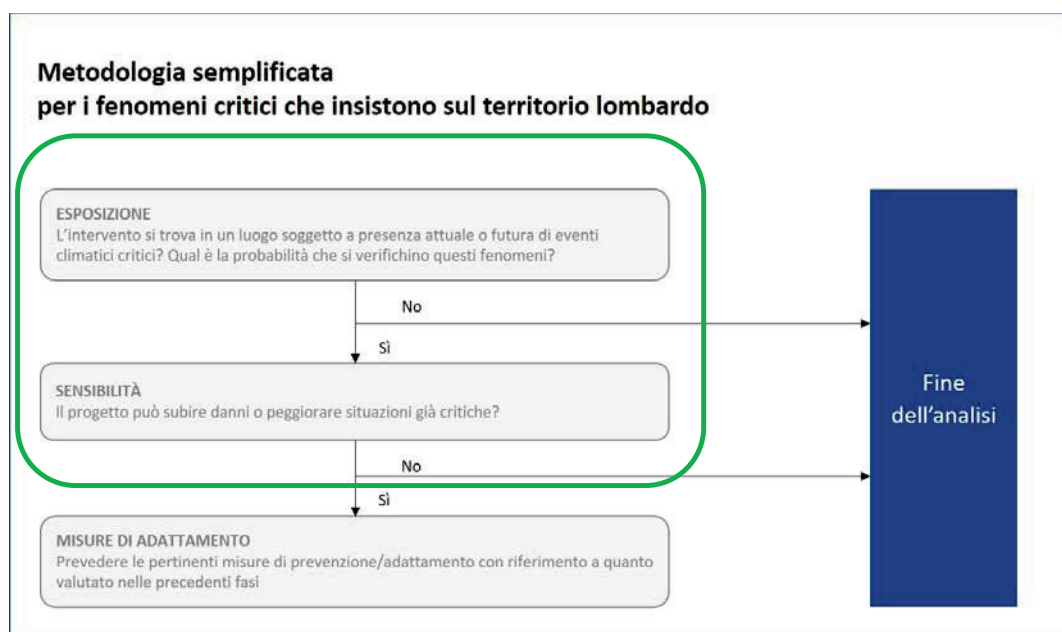 Metodologia semplificata
per i fenomeni critici che insistono sul territorio lombardo
ESPOSIZIONE
L'intervento si trova in un luogo soggetto a presenza attuale o futura di eventi
climatici critici? Qual è la probabilità che si verifichino questi fenomeni?
No
Sì
SENSIBILITÀ
Il progetto può subire danni o peggiorare situazioni già critiche?
No
Sì
MISURE DI ADATTAMENTO
Prevedere le pertinenti misure di prevenzione/adattamento con riferimento a quanto
valutato nelle precedenti fasi
Fine
dell'analisi